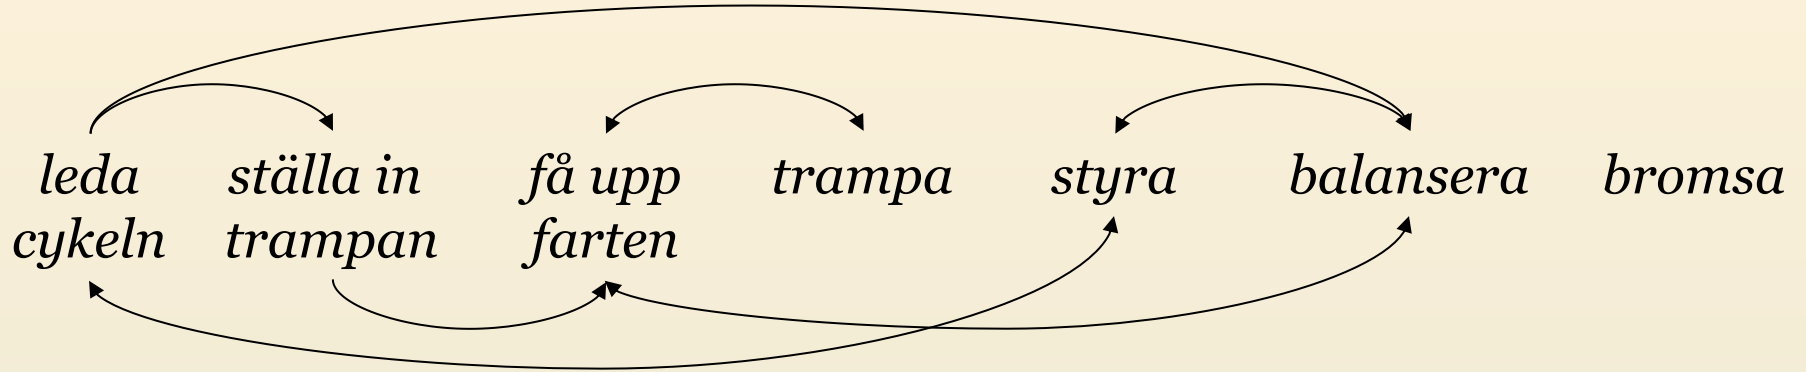 leda ställa in få upp trampa styra balansera bromsa
cykeln trampan farten